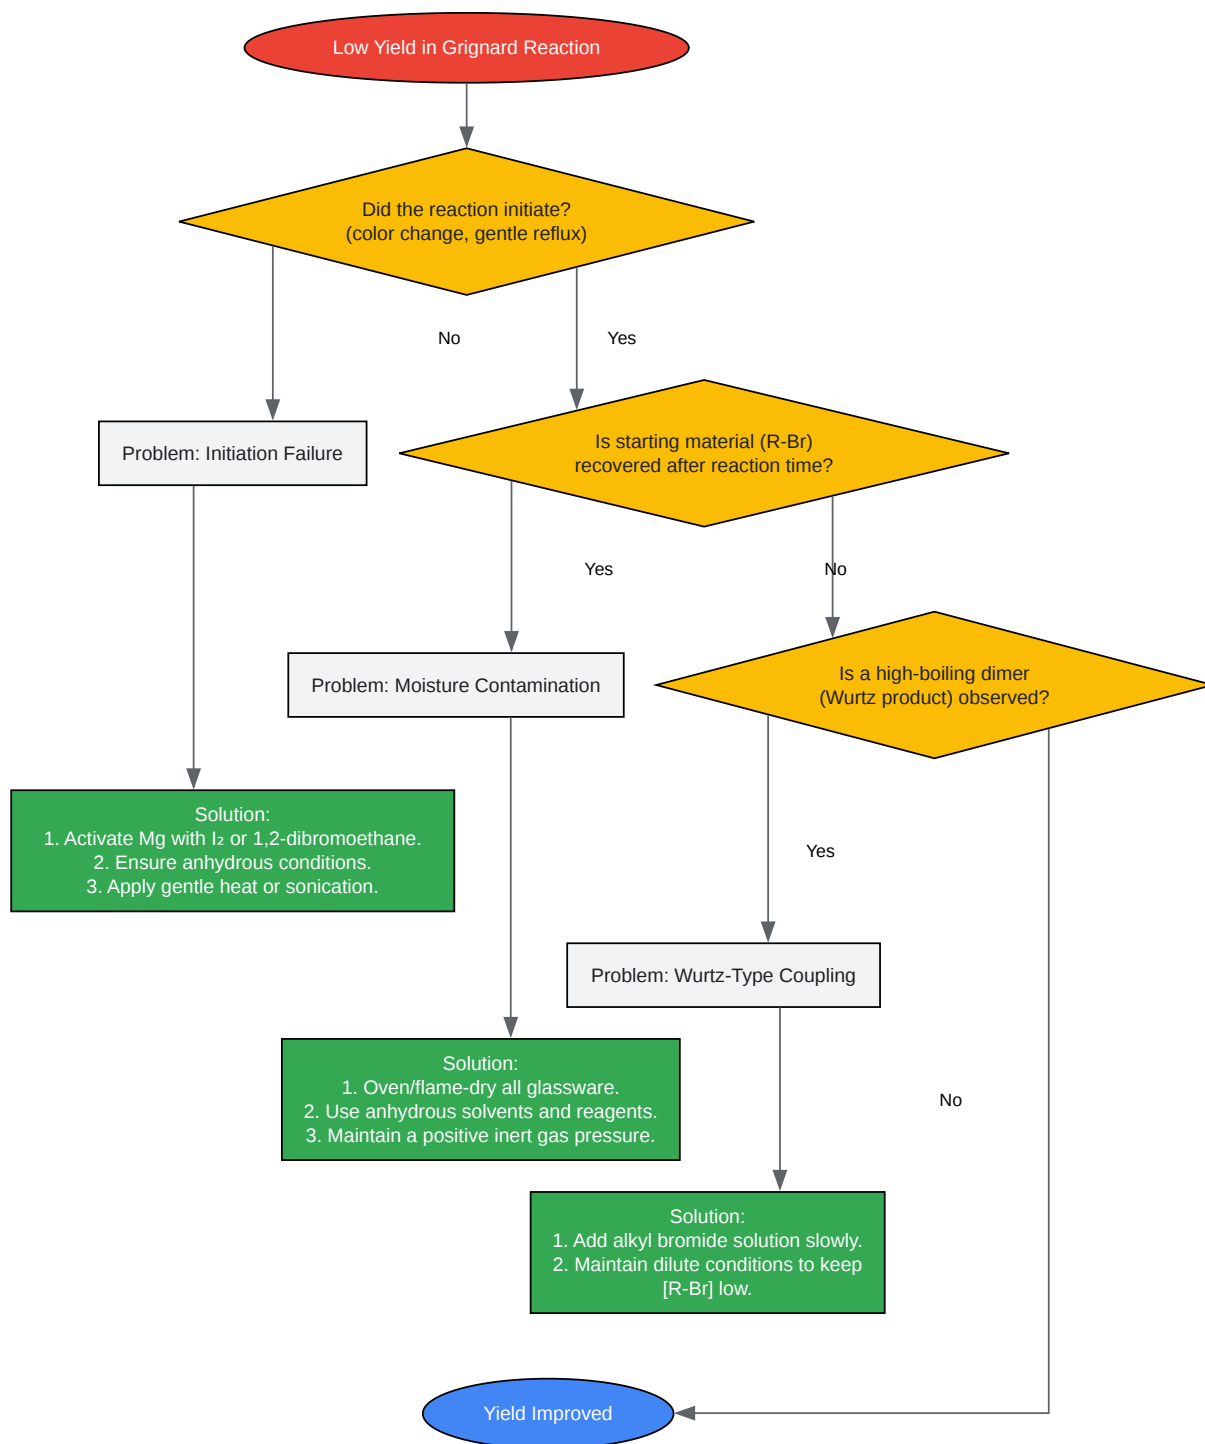 Low Yield in Grignard Reaction
Did the reaction initiate?
(color change, gentle reflux)
No
Yes
Problem: Initiation Failure
Is starting material (R-Br)
recovered after reaction time?
Yes
No
Problem: Moisture Contamination
Is a high-boiling dimer
(Wurtz product) observed?
Solution:
1. Activate Mg with I₂ or 1,2-dibromoethane.
2. Ensure anhydrous conditions.
3. Apply gentle heat or sonication.
Yes
Problem: Wurtz-Type Coupling
Solution:
1. Oven/flame-dry all glassware.
2. Use anhydrous solvents and reagents.
3. Maintain a positive inert gas pressure.
No
Solution:
1. Add alkyl bromide solution slowly.
2. Maintain dilute conditions to keep
[R-Br] low.
Yield Improved